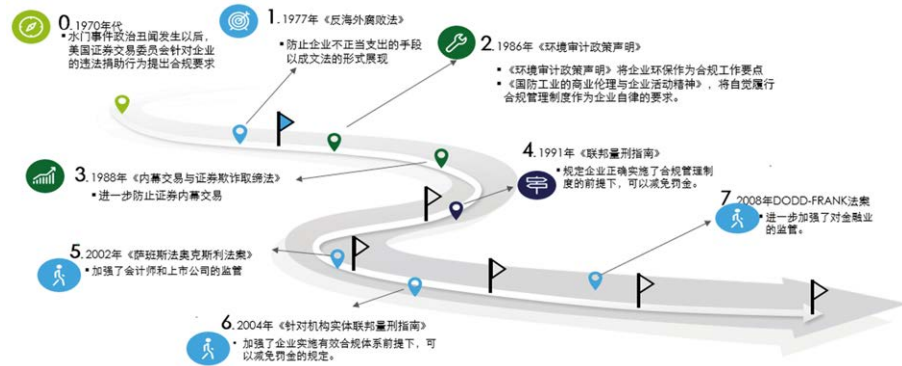 0.1970年代
水门事件政治丑闻发生以后，
美国证券交易委员会针对企业
的违法捐助行为提出合规要求
1.1977年《反海外腐败法》
▪防止企业不正当支出的手段
以成文法的形式展现
2.1986年《环境审计政策声明》
▪《环境审计政策声明》将企业环保作为合规工作要点
▪《国防工业的商业伦理与企业活动精神》，将自觉履行
合规管理制度作为企业自律的要求。
3.1988年《内幕交易与证券欺诈取缔法》
▪进一步防止证券内幕交易
4.1991年《联邦量刑指南》
▪规定企业正确实施了合规管理制
度的前提下，可以减免罚金。
5.2002年《萨班斯法奥克斯利法案》
▪加强了会计师和上市公司的监管
6.2004年《针对机构实体联邦量刑指南》
▪加强了企业实施有效合规体系前提下，可
以减免罚金的规定。
7.2008年DODD-FRANK法案
▪进一步加强了对金融业
的监管。